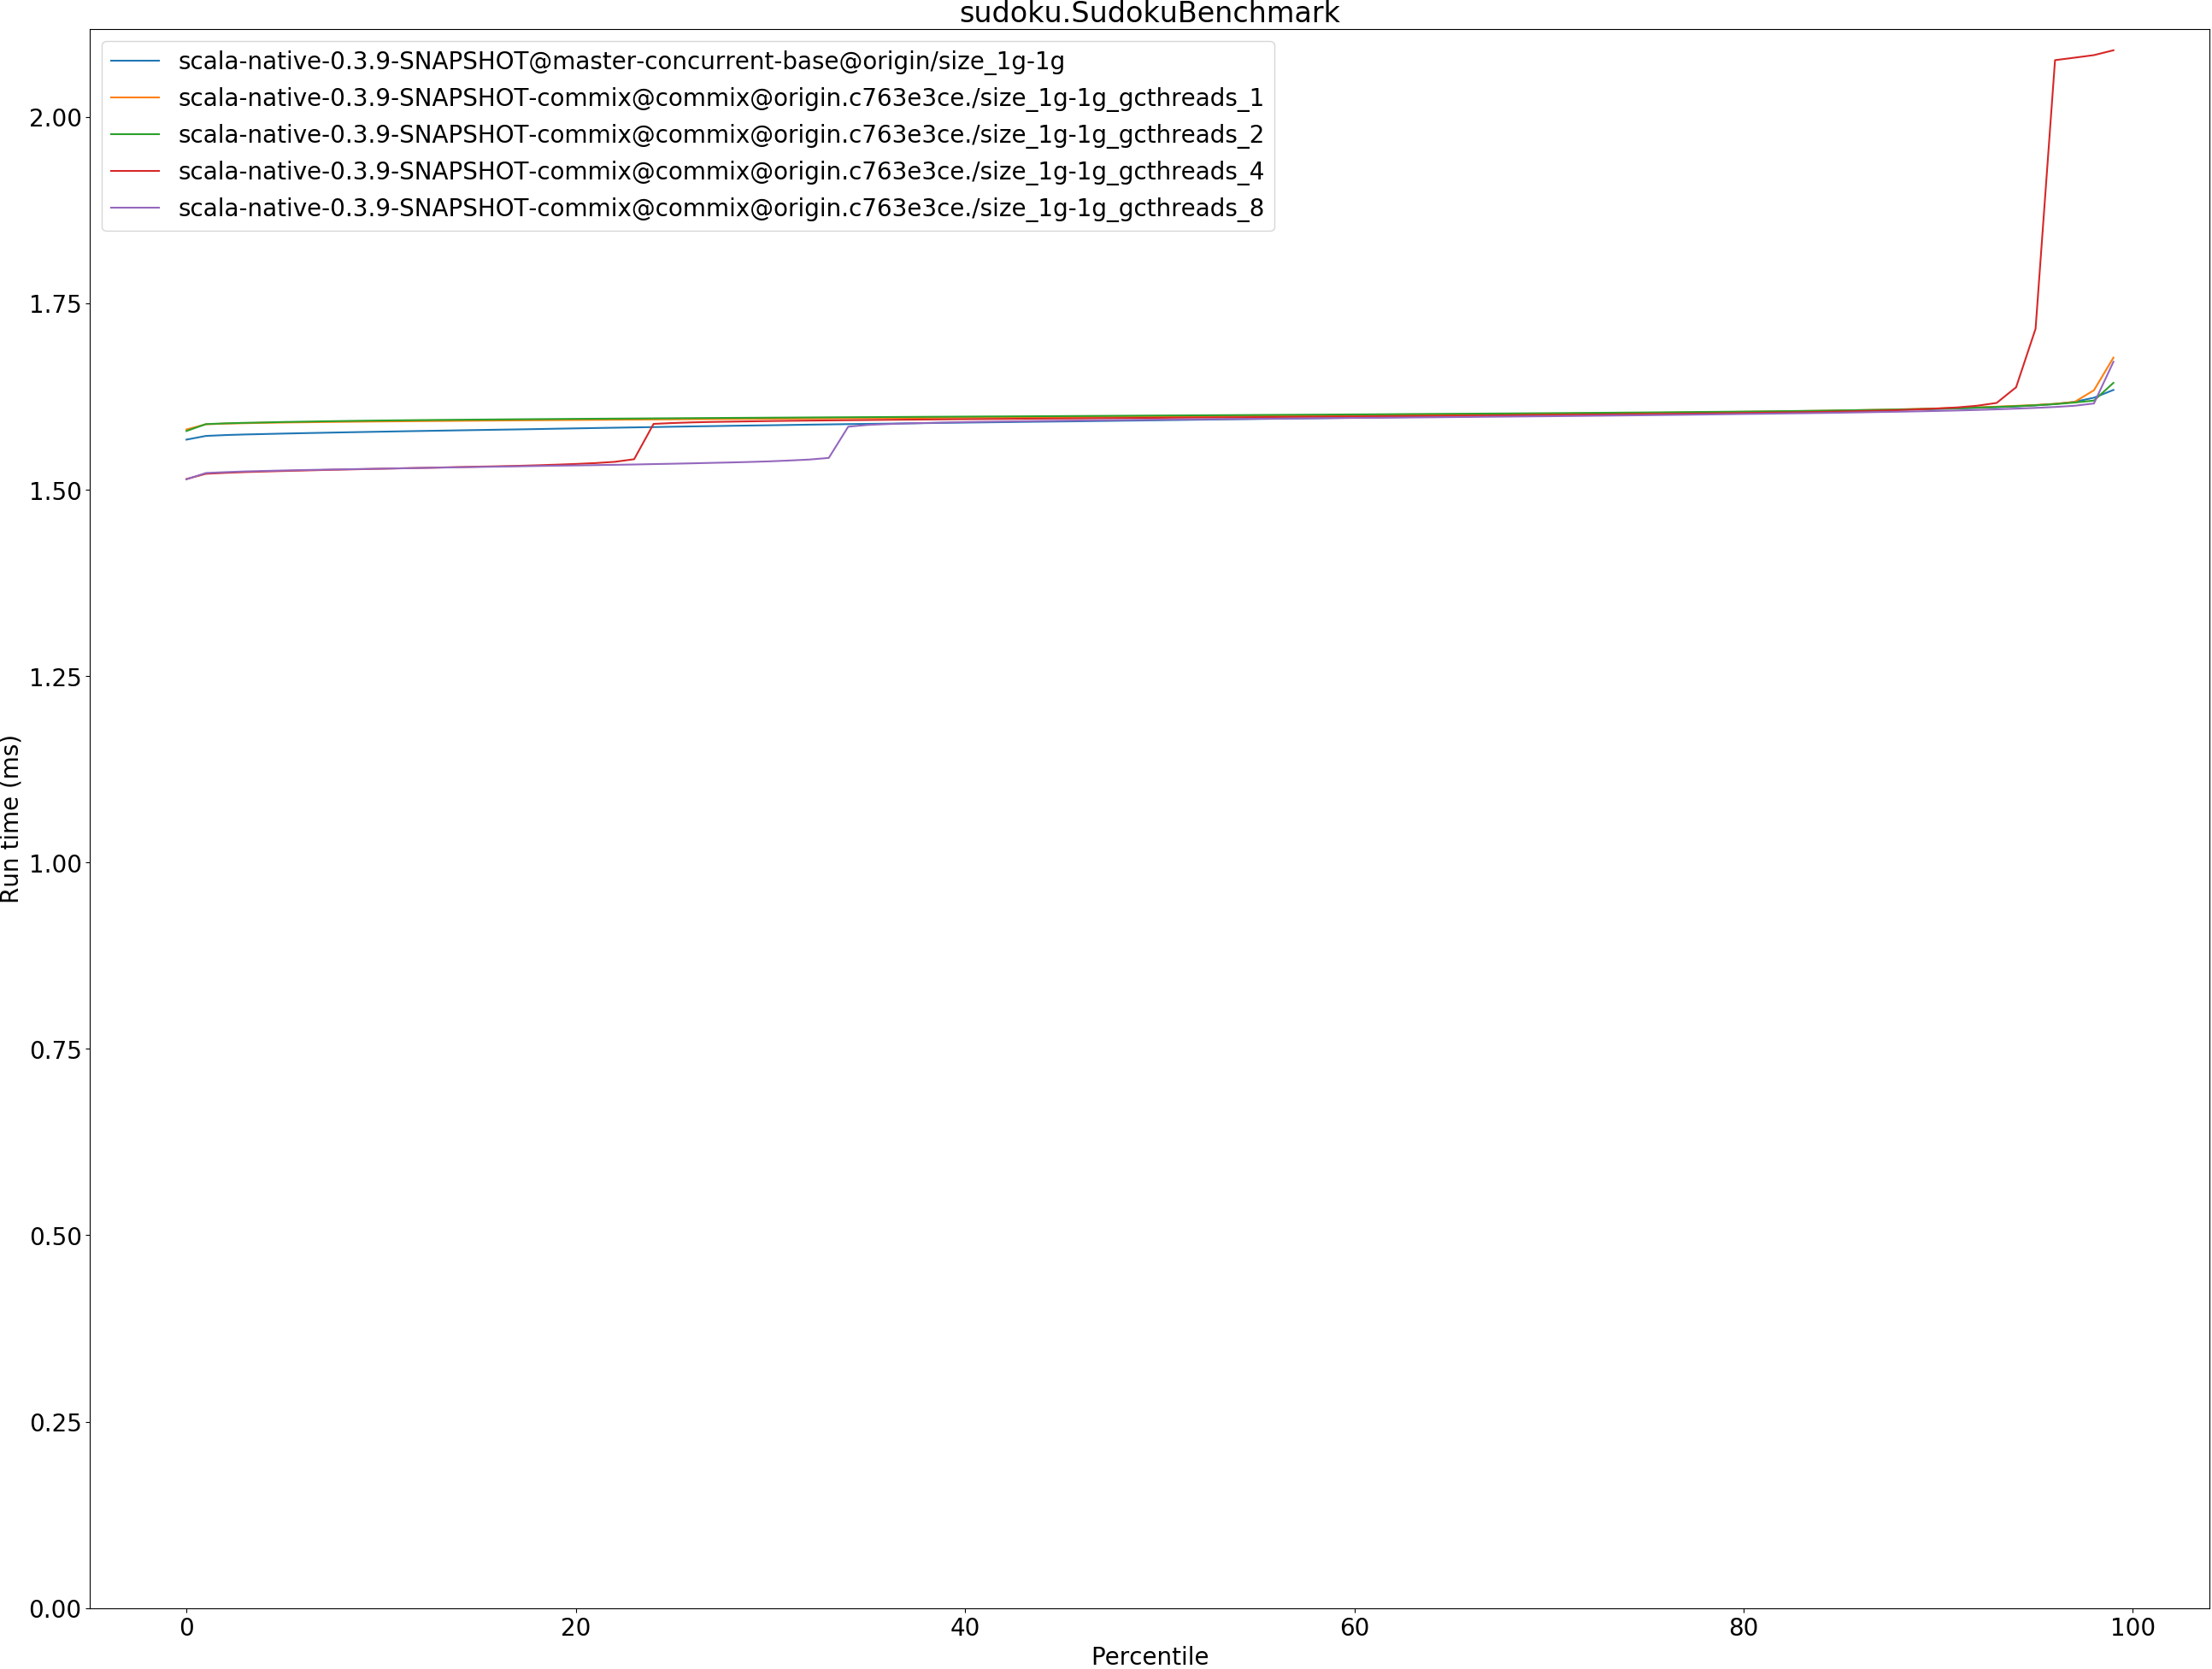 sudoku.SudokuBenchmark
scala-native-0.3.9-SNAPSHOT@master-concurrent-base@origin/size_1g-1g
scala-native-0.3.9-SNAPSHOT-commix@commix@origin.c763e3ce./size_1g-1g_gcthreads_1
scala-native-0.3.9-SNAPSHOT-commix@commix@origin.c763e3ce./size_1g-1g_gcthreads_2
scala-native-0.3.9-SNAPSHOT-commix@commix@origin.c763e3ce./size_1g-1g_gcthreads_4
scala-native-0.3.9-SNAPSHOT-commix@commix@origin.c763e3ce./size_1g-1g_gcthreads_8
2.00
1.75
1.50
1.25
1.00
0.75
0.50
0.25
0.00
Run time (ms)
0 20 40 60 80 100
Percentile